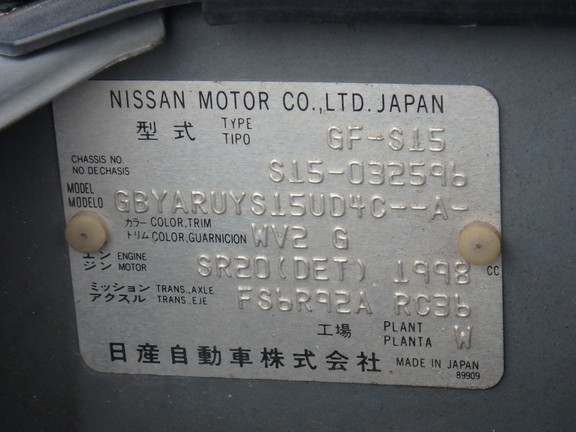 NISSAN MOTOR CO.,LTD. JAPAN
型式 TYPE TIPO GF-S15
CHASSIS NO. NO.DECHASIS S15-032596
MODEL MODELO GBYARUYS15UD4C--A-
カラー COLOR,TRIM トリム COLOR,GUARNICION WV2 G
エンジン ENGINE MOTOR SR20(DET) 1998 CC
ミッション TRANS.,AXLE アクスル TRANS.,EJE FS6R92A RC36
工場 PLANT PLANTA W
日産自動車株式会社 MADE IN JAPAN
89909